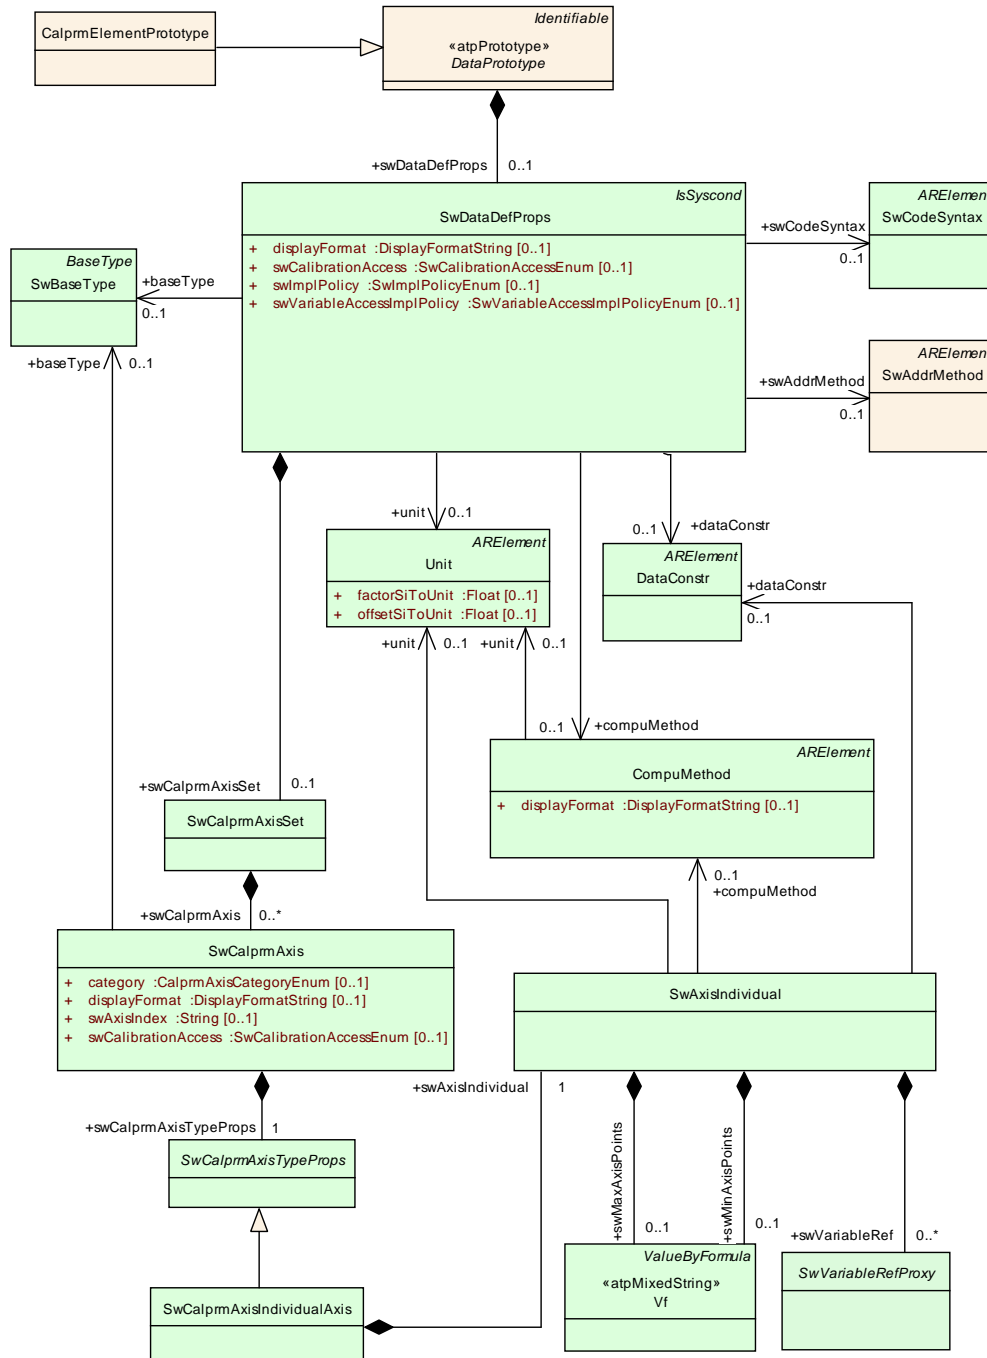 CalprmElementPrototype
Identifiable
«atpPrototype»
DataPrototype
+swDataDefProps 0..1
IsSyscond
SwDataDefProps
+ displayFormat :DisplayFormatString [0..1]
+ swCalibrationAccess :SwCalibrationAccessEnum [0..1]
+ swImplPolicy :SwImplPolicyEnum [0..1]
+ swVariableAccessImplPolicy :SwVariableAccessImplPolicyEnum [0..1]
ARElement
SwCodeSyntax
+swCodeSyntax
0..1
BaseType
SwBaseType
+baseType
0..1
+baseType 0..1
ARElement
SwAddrMethod
+swAddrMethod
0..1
+unit 0..1
0..1 +dataConstr
ARElement
Unit
+ factorSiToUnit :Float [0..1]
+ offsetSiToUnit :Float [0..1]
ARElement
DataConstr
+dataConstr
0..1
+unit 0..1 +unit 0..1
0..1 +compuMethod
ARElement
CompuMethod
+ displayFormat :DisplayFormatString [0..1]
+swCalprmAxisSet 0..1
SwCalprmAxisSet
0..1
+compuMethod
+swCalprmAxis 0..*
SwCalprmAxis
+ category :CalprmAxisCategoryEnum [0..1]
+ displayFormat :DisplayFormatString [0..1]
+ swAxisIndex :String [0..1]
+ swCalibrationAccess :SwCalibrationAccessEnum [0..1]
SwAxisIndividual
+swAxisIndividual 1
+swCalprmAxisTypeProps 1
SwCalprmAxisTypeProps
+swMaxAxisPoints
0..1
+swMinAxisPoints
0..1
+swVariableRef 0..*
ValueByFormula
«atpMixedString»
Vf
SwVariableRefProxy
SwCalprmAxisIndividualAxis